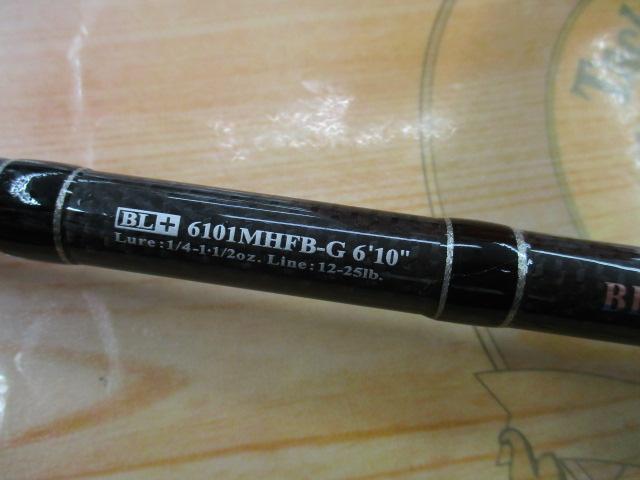 BL+ 6101MHFB-G 6'10"
Lure:1/4-1.1/2oz. Line:12-25lb.